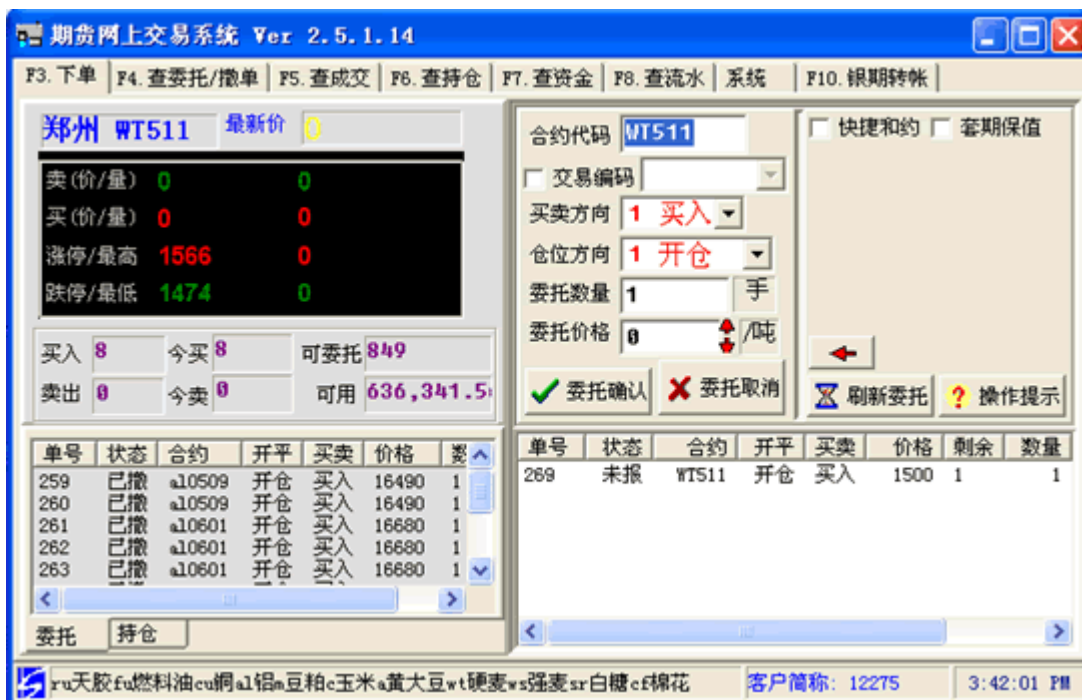 期货网上交易系统 Ver 2.5.1.14
F3.下单 F4.查委托/撤单 F5.查成交 F6.查持仓 F7.查资金 F8.查流水 系统 F10.银期转帐
郑州 WT511 最新价 0
卖(价/量) 0 0
买(价/量) 0 0
涨停/最高 1566 0
跌停/最低 1474 0
买入 8 今买 8 可委托 849
卖出 0 今卖 0 可用 636,341.5
合约代码 WT511
交易编码
买卖方向 1 买入
仓位方向 1 开仓
委托数量 1 手
委托价格 0 /吨
委托确认 委托取消
快捷和约 套期保值
刷新委托 操作提示
单号 状态 合约 开平 买卖 价格
259 已撤 al0509 开仓 买入 16490 1
260 已撤 al0509 开仓 买入 16490 1
261 已撤 al0601 开仓 买入 16680 1
262 已撤 al0601 开仓 买入 16680 1
263 已撤 al0601 开仓 买入 16680 1
委托 持仓
单号 状态 合约 开平 买卖 价格 剩余 数量
269 未报 WT511 开仓 买入 1500 1 1
ru天胶fu燃料油cu铜al铝m豆粕c玉米a黄大豆wt硬麦ws强麦sr白糖cf棉花 客户简称: 12275 3:42:01 PM